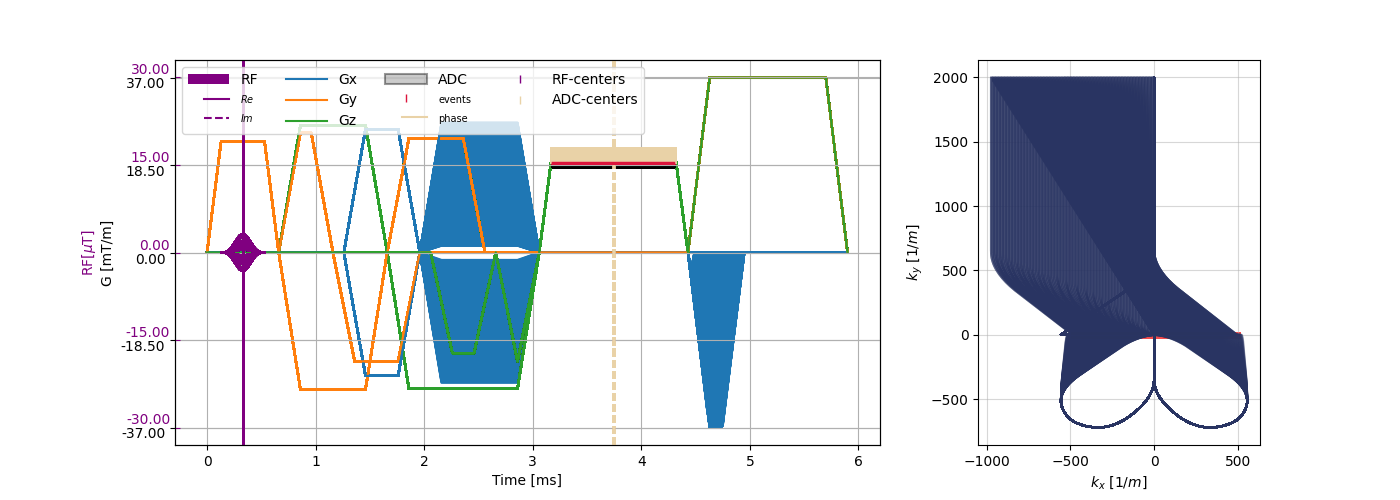 RF
Re
Im
Gx
Gy
Gz
ADC
events
phase
RF-centers
ADC-centers
30.00
37.00
15.00
18.50
0.00
0.00
-15.00
-18.50
-30.00
-37.00
RF[μT]
G [mT/m]
0 1 2 3 4 5 6
Time [ms]
2000
1500
1000
500
0
−500
k_y [1/m]
−1000 −500 0 500
k_x [1/m]